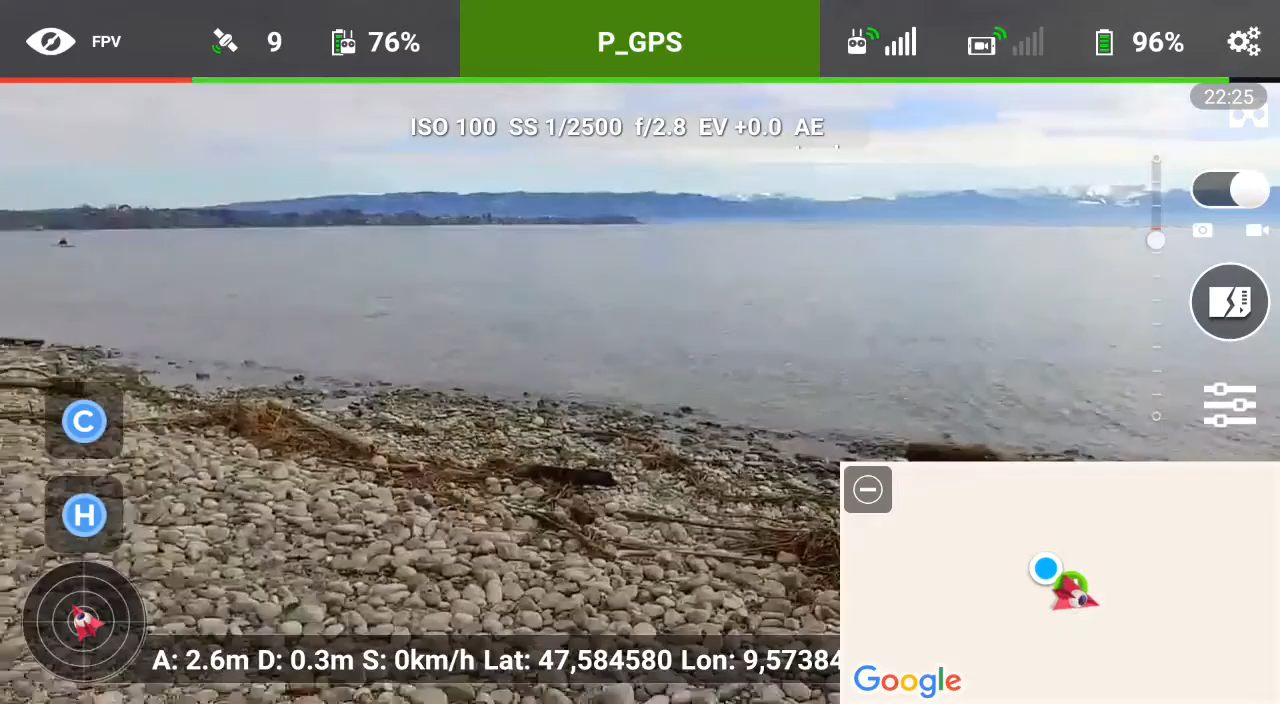 FPV
9
76%
P_GPS
96%
22:25
ISO 100 SS 1/2500 f/2.8 EV +0.0 AE
C
H
A: 2.6m D: 0.3m S: 0km/h Lat: 47,584580 Lon: 9,57384
Google